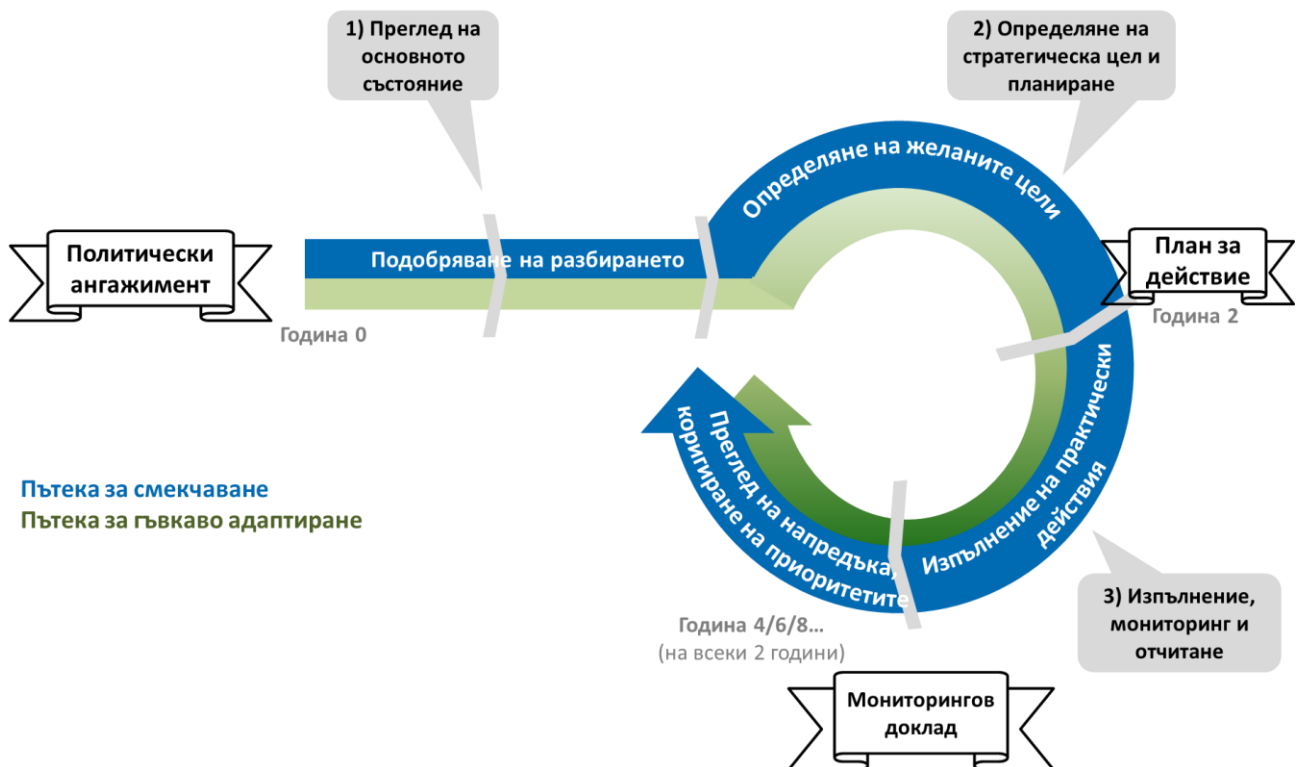 1) Преглед на
основното
състояние
2) Определяне на
стратегическа цел и
планиране
Определяне на желаните цели
Политически
ангажимент
Подобряване на разбирането
План за
действие
Година 0
Година 2
Изпълнение на практически
действия
Преглед на напредъка,
коригиране на приоритетите
Пътека за смекчаване
Пътека за гъвкаво адаптиране
3) Изпълнение,
мониторинг и
отчитане
Година 4/6/8...
(на всеки 2 години)
Мониторингов
доклад